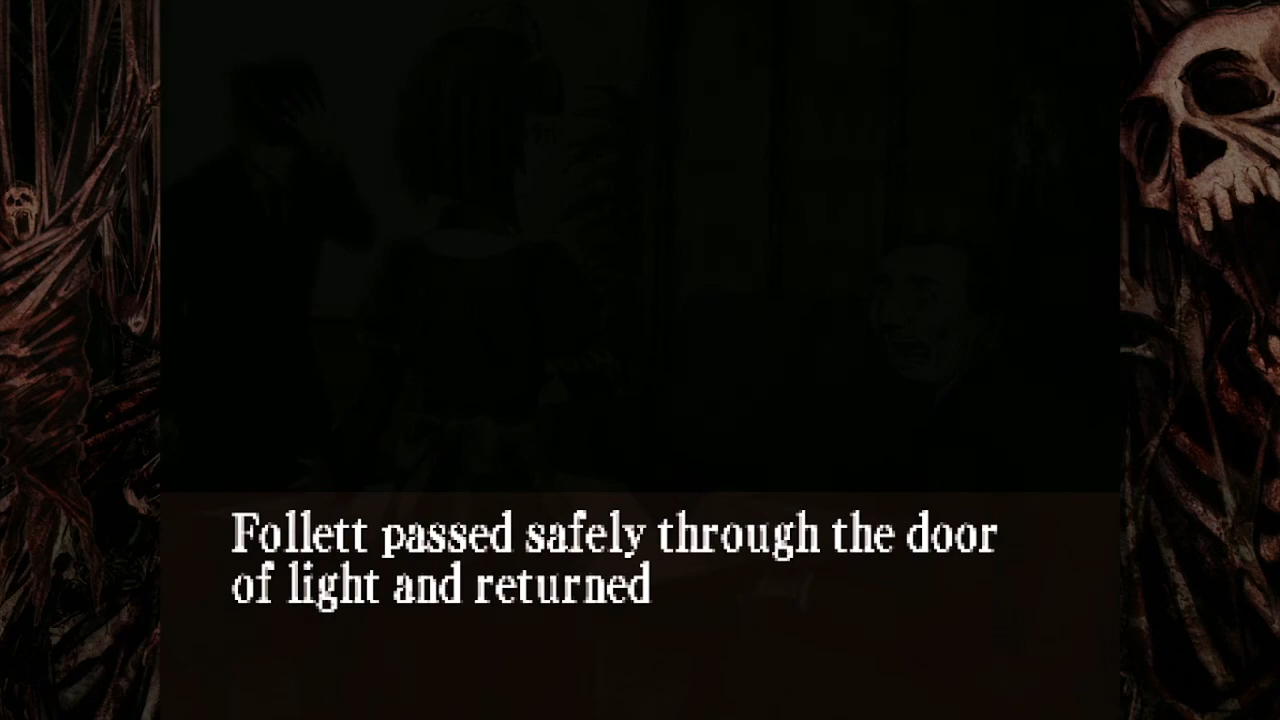 Follett passed safely through the door
of light and returned